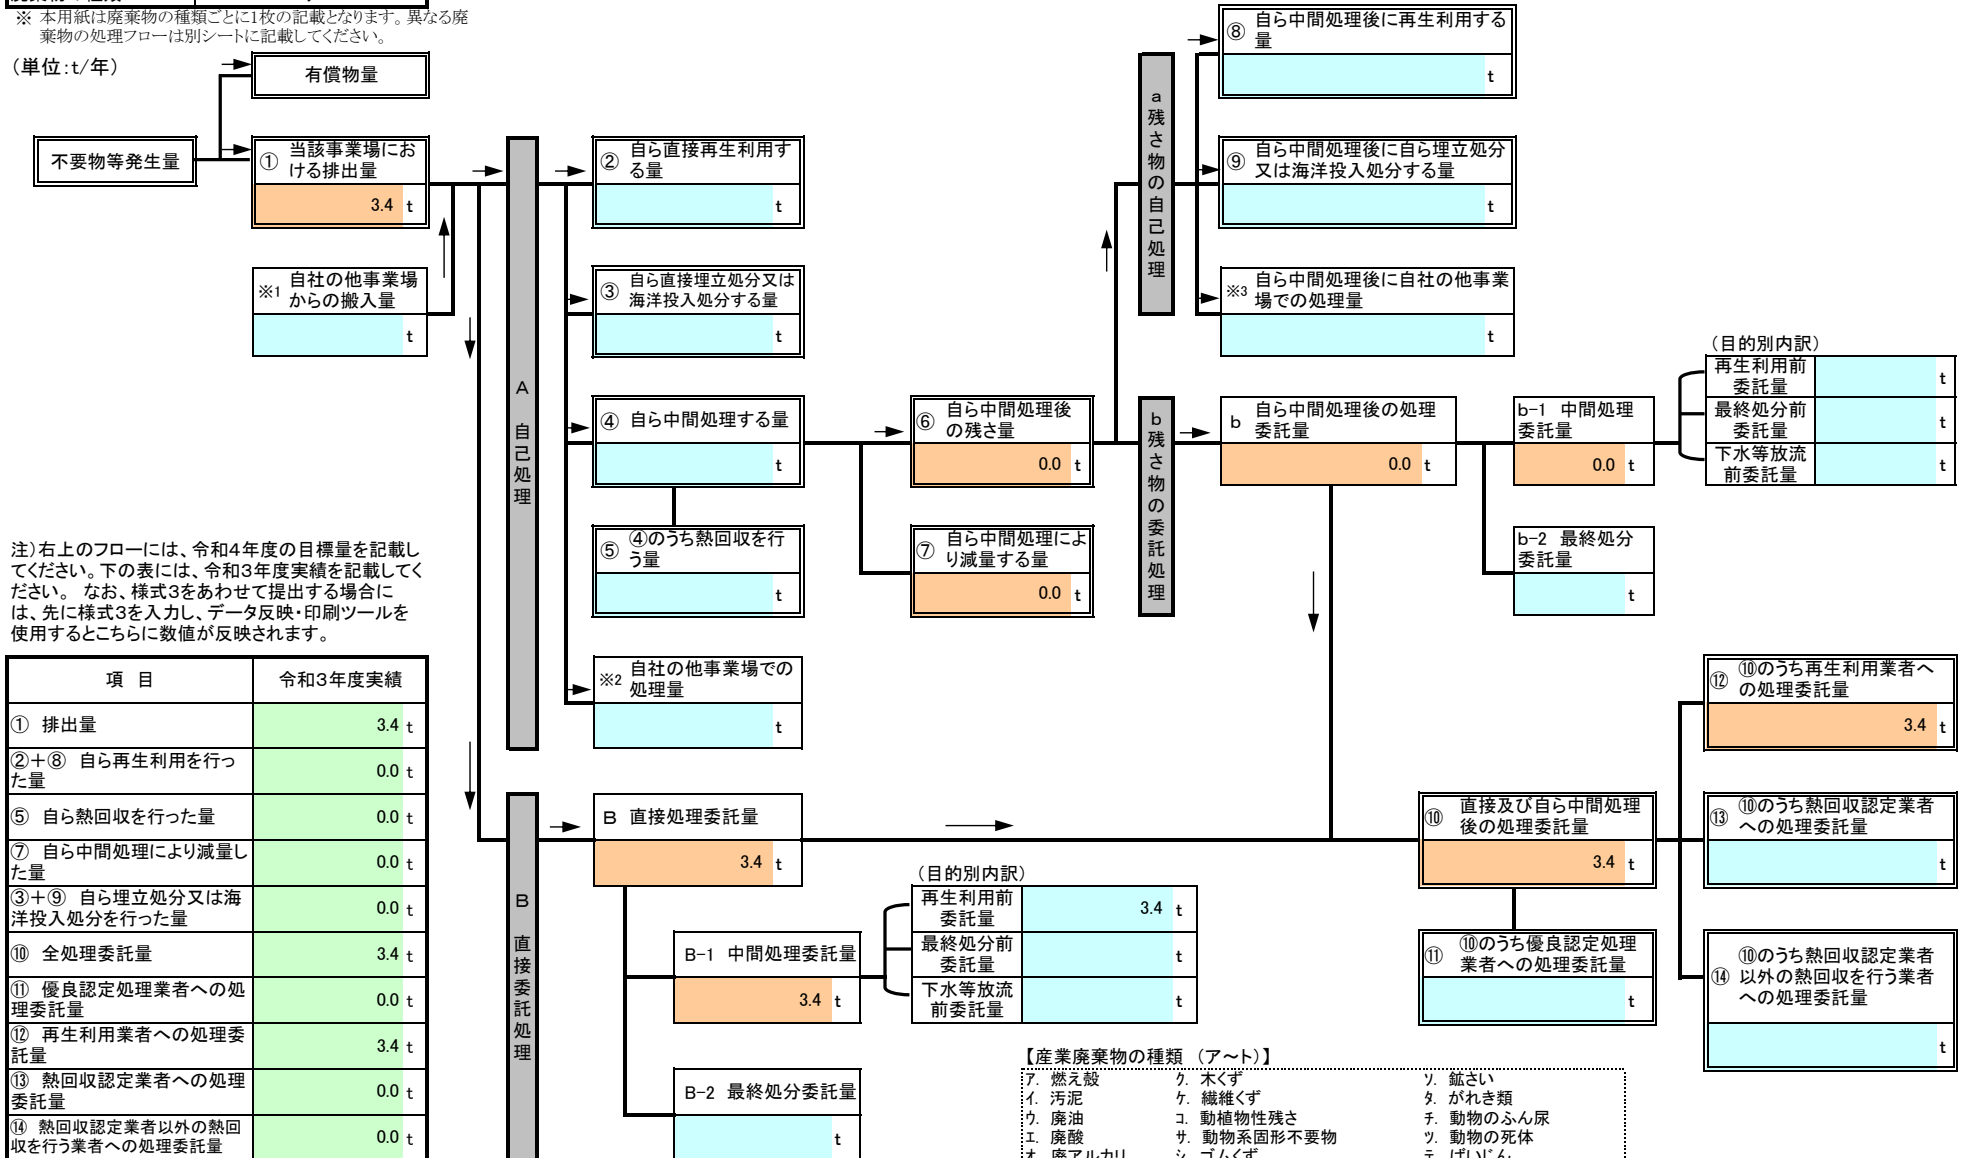 ※ 本用紙は廃棄物の種類ごとに1枚の記載となります。異なる廃
棄物の処理フローは別シートに記載してください。
(単位:t/年)
有償物量
不要物等発生量
① 当該事業場にお
ける排出量
3.4 t
※1 自社の他事業場
からの搬入量
t
A 自己処理
② 自ら直接再生利用す
る量
t
③ 自ら直接埋立処分又は
海洋投入処分する量
t
④ 自ら中間処理する量
t
⑤ ④のうち熱回収を行
う量
t
※2 自社の他事業場での
処理量
t
⑥ 自ら中間処理後
の残さ量
0.0 t
⑦ 自ら中間処理によ
り減量する量
0.0 t
a 残さ物の自己処理
⑧ 自ら中間処理後に再生利用する
量
t
⑨ 自ら中間処理後に自ら埋立処分
又は海洋投入処分する量
t
※3 自ら中間処理後に自社の他事業
場での処理量
t
b 残さ物の委託処理
b 自ら中間処理後の処理
委託量
0.0 t
b-1 中間処理
委託量
0.0 t
b-2 最終処分
委託量
t
(目的別内訳)
再生利用前
委託量
t
最終処分前
委託量
t
下水等放流
前委託量
t
注)右上のフローには、令和4年度の目標量を記載し
てください。下の表には、令和3年度実績を記載してく
ださい。 なお、様式3をあわせて提出する場合に
は、先に様式3を入力し、データ反映・印刷ツールを
使用するとこちらに数値が反映されます。
項 目 令和3年度実績
① 排出量 3.4 t
②+⑧ 自ら再生利用を行っ
た量
0.0 t
⑤ 自ら熱回収を行った量 0.0 t
⑦ 自ら中間処理により減量し
た量
0.0 t
③+⑨ 自ら埋立処分又は海
洋投入処分を行った量
0.0 t
⑩ 全処理委託量 3.4 t
⑪ 優良認定処理業者への処
理委託量
0.0 t
⑫ 再生利用業者への処理委
託量
3.4 t
⑬ 熱回収認定業者への処理
委託量
0.0 t
⑭ 熱回収認定業者以外の熱回
収を行う業者への処理委託量
0.0 t
B 直接委託処理
B 直接処理委託量
3.4 t
B-1 中間処理委託量
3.4 t
B-2 最終処分委託量
t
(目的別内訳)
再生利用前
委託量
3.4 t
最終処分前
委託量
t
下水等放流
前委託量
t
⑩ 直接及び自ら中間処理
後の処理委託量
3.4 t
⑪ ⑩のうち優良認定処理
業者への処理委託量
t
⑫ ⑩のうち再生利用業者へ
の処理委託量
3.4 t
⑬ ⑩のうち熱回収認定業者
への処理委託量
t
⑭ ⑩のうち熱回収認定業者
以外の熱回収を行う業者
への処理委託量
t
【産業廃棄物の種類 (ア~ト)】
ア. 燃え殻 ク. 木くず ソ. 鉱さい
イ. 汚泥 ケ. 繊維くず タ. がれき類
ウ. 廃油 コ. 動植物性残さ チ. 動物のふん尿
エ. 廃酸 サ. 動物系固形不要物 ツ. 動物の死体
オ. 廃アルカリ シ. ゴムくず テ. ばいじん